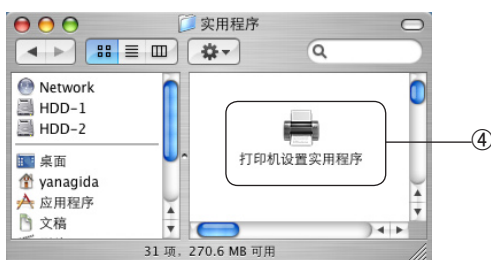 实用程序
Network
HDD-1
HDD-2
桌面
yanagida
应用程序
文稿
打印机设置实用程序
④
31 项，270.6 MB 可用